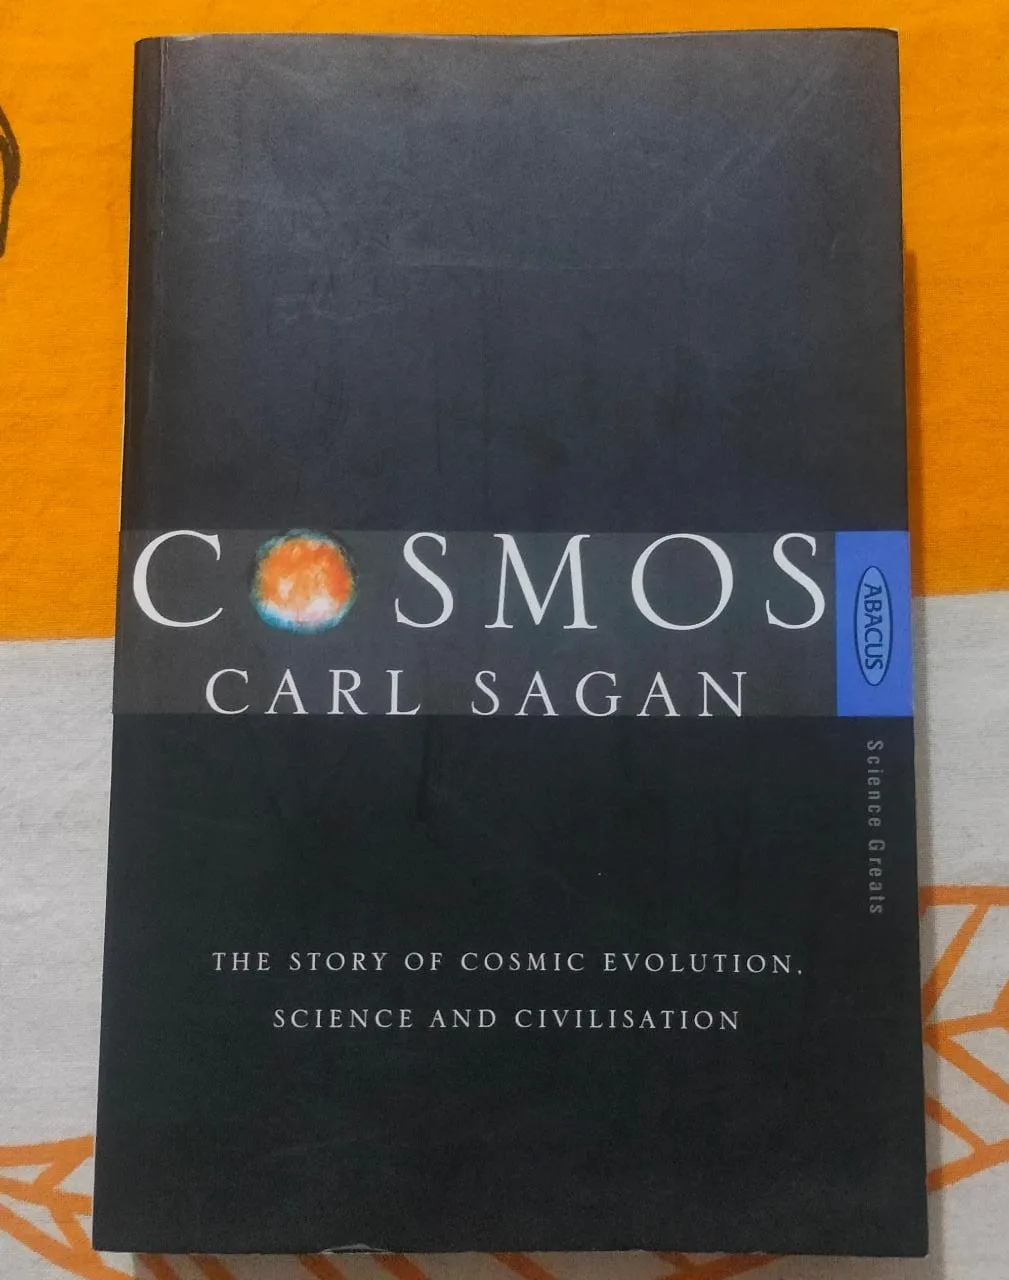 COSMOS
CARL SAGAN
ABACUS
Science Greats
THE STORY OF COSMIC EVOLUTION,
SCIENCE AND CIVILISATION